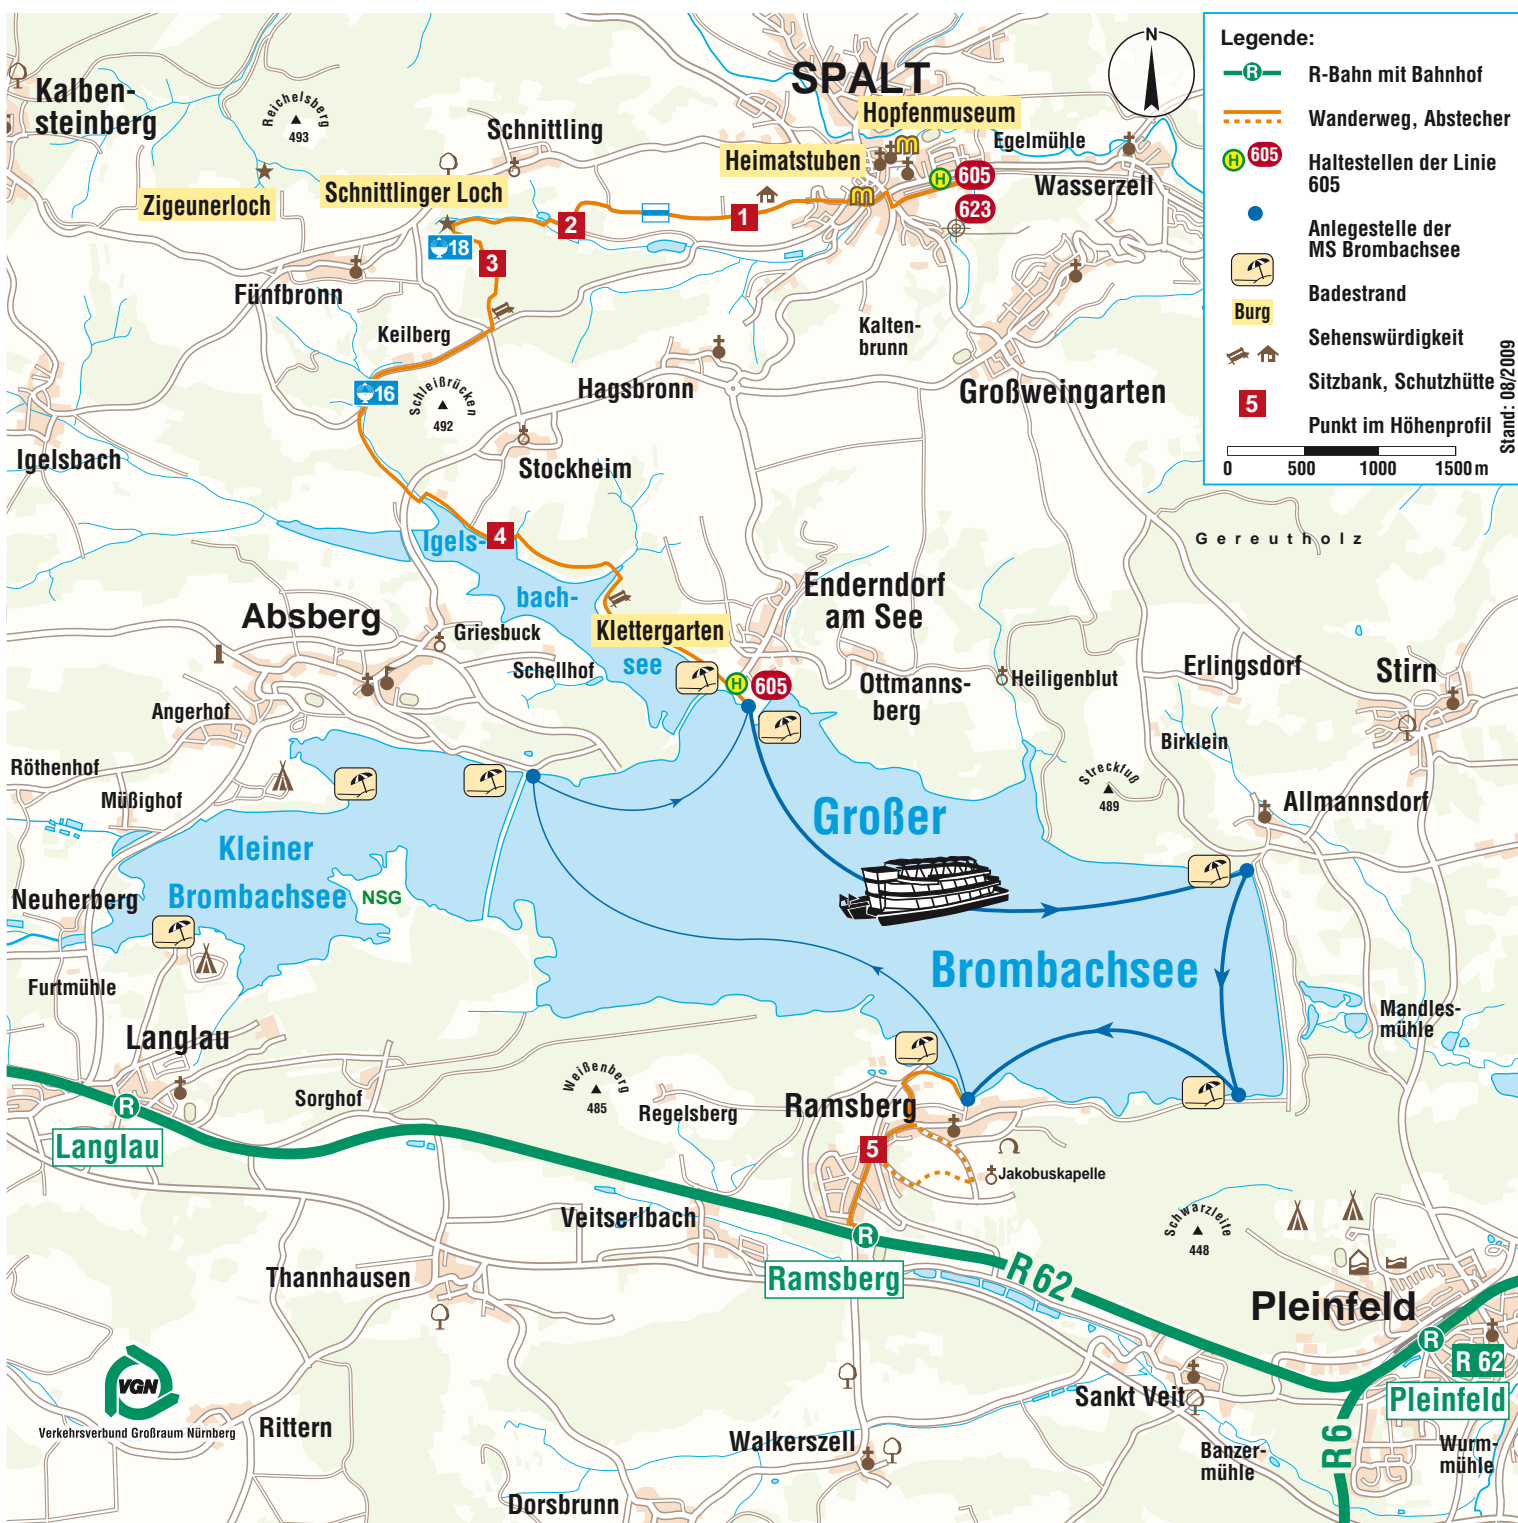 Legende:
R-Bahn mit Bahnhof
R
Wanderweg, Abstecher
H 605
Haltestellen der Linie
605
Anlegestelle der
MS Brombachsee
Badestrand
Burg
Sehenswürdigkeit
Sitzbank, Schutzhütte
5
Punkt im Höhenprofil
0 500 1000 1500 m
Stand: 08/2009
N
SPALT
Hopfenmuseum
Heimatstuben
Egelmühle
Wasserzell
H 605
623
m
m
Kalben-
steinberg
Reichelsberg
493
Schnittling
Zigeunerloch
Schnittlinger Loch
1
2
3
18
Fünfbronn
Keilberg
16
Schleißrücken
492
Hagsbronn
Kalten-
brunn
Großweingarten
Igelsbach
Stockheim
Gereutholz
Igels-
4
bach-
see
Absberg
Griesbuck
Schellhof
Klettergarten
Enderndorf
am See
H 605
Ottmanns-
berg
Heiligenblut
Erlingsdorf
Stirn
Angerhof
Birklein
Röthenhof
Müßighof
Streckfuß
489
Allmannsdorf
Kleiner
Brombachsee
NSG
Großer
Brombachsee
Neuherberg
Furtmühle
Langlau
Mandles-
mühle
Weißenberg
485
Sorghof
Regelsberg
Ramsberg
R
Langlau
5
Jakobuskapelle
Schwarzleite
448
Veitserlbach
Thannhausen
R
Ramsberg
R 62
Pleinfeld
R
R 62
Pleinfeld
R 6
Sankt Veit
Banzer-
mühle
Wurm-
mühle
VGN
Verkehrsverbund Großraum Nürnberg
Rittern
Walkerszell
Dorsbrunn